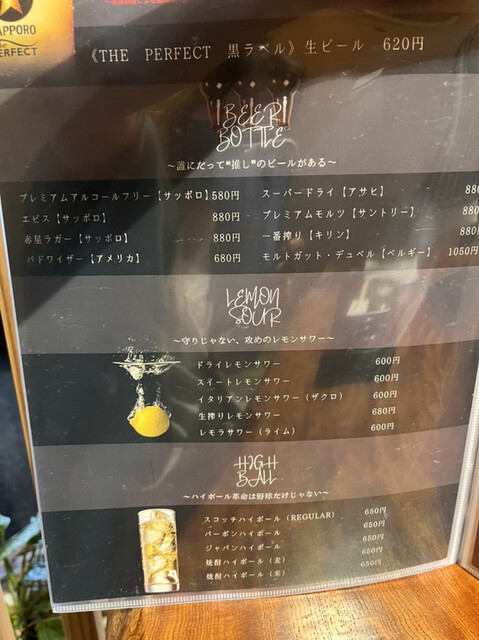 SAPPORO
PERFECT
《THE PERFECT 黒ラベル》生ビール 620円
BEER
BOTTLE
～誰にだって❝推し❞のビールがある～
プレミアムアルコールフリー【サッポロ】580円
エビス【サッポロ】 880円
赤星ラガー【サッポロ】 880円
バドワイザー【アメリカ】 680円
スーパードライ【アサヒ】 880
プレミアムモルツ【サントリー】 880
一番搾り【キリン】 880
モルトガット・デュベル【ベルギー】 1050円
LEMON
SOUR
～守りじゃない、攻めのレモンサワー～
ドライレモンサワー 600円
スイートレモンサワー 600円
イタリアンレモンサワー（ザクロ） 600円
生搾りレモンサワー 680円
レモラサワー（ライム） 600円
HIGH
BALL
～ハイボール革命は野球だけじゃない～
スコッチハイボール（REGULAR） 650円
バーボンハイボール 650円
ジャパンハイボール 650円
焼酎ハイボール（麦） 650円
焼酎ハイボール（米） 650円